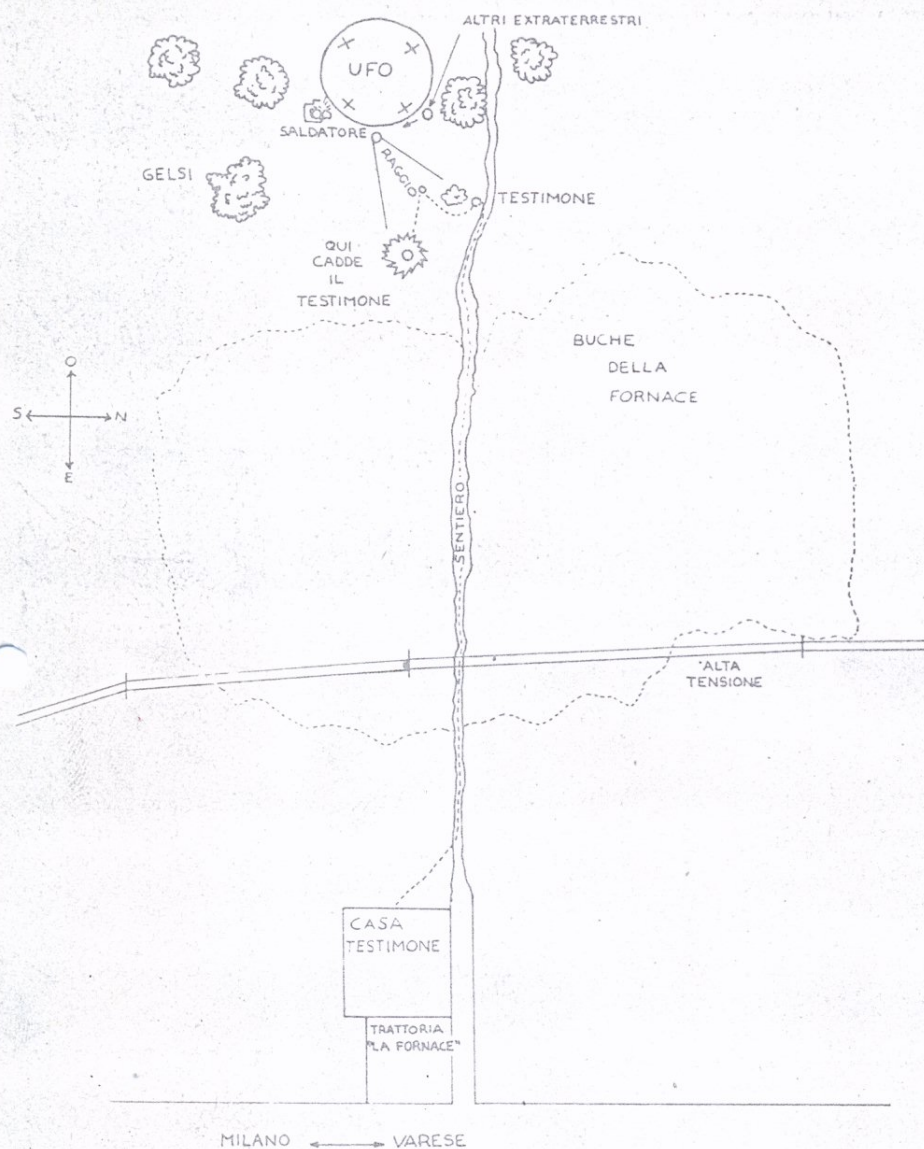 ALTRI EXTRATERRESTRI
UFO
SALDATORE
RAGGIO
GELSI
TESTIMONE
QUI
CADDE
IL
TESTIMONE
BUCHE
DELLA
FORNACE
O
S
N
E
SENTIERO
ALTA
TENSIONE
CASA
TESTIMONE
TRATTORIA
"LA FORNACE"
MILANO ←→ VARESE